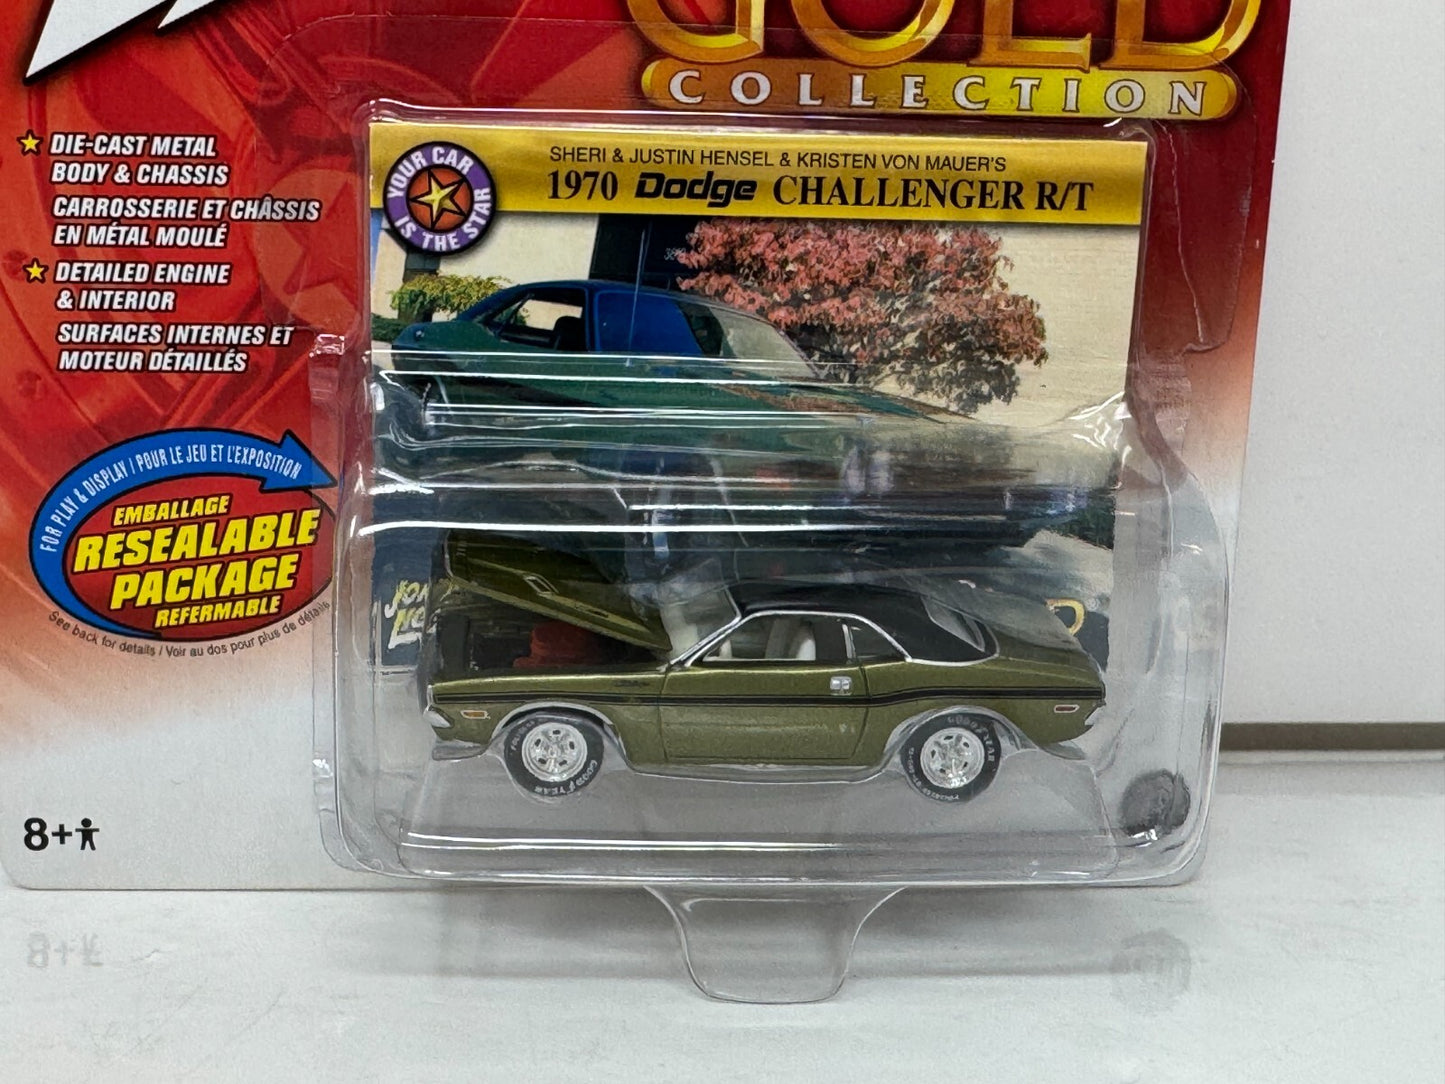 GOLD
COLLECTION
YOUR CAR
IS THE STAR
SHERI & JUSTIN HENSEL & KRISTEN VON MAUER'S
1970 Dodge CHALLENGER R/T
★ DIE-CAST METAL
BODY & CHASSIS
CARROSSERIE ET CHÂSSIS
EN MÉTAL MOULÉ
★ DETAILED ENGINE
& INTERIOR
SURFACES INTERNES ET
MOTEUR DÉTAILLÉS
FOR PLAY & DISPLAY / POUR LE JEU ET L'EXPOSITION
EMBALLAGE
RESEALABLE
PACKAGE
REFERMABLE
See back for details / Voir au dos pour plus de détails
GOODYEAR
GOODYEAR
8+